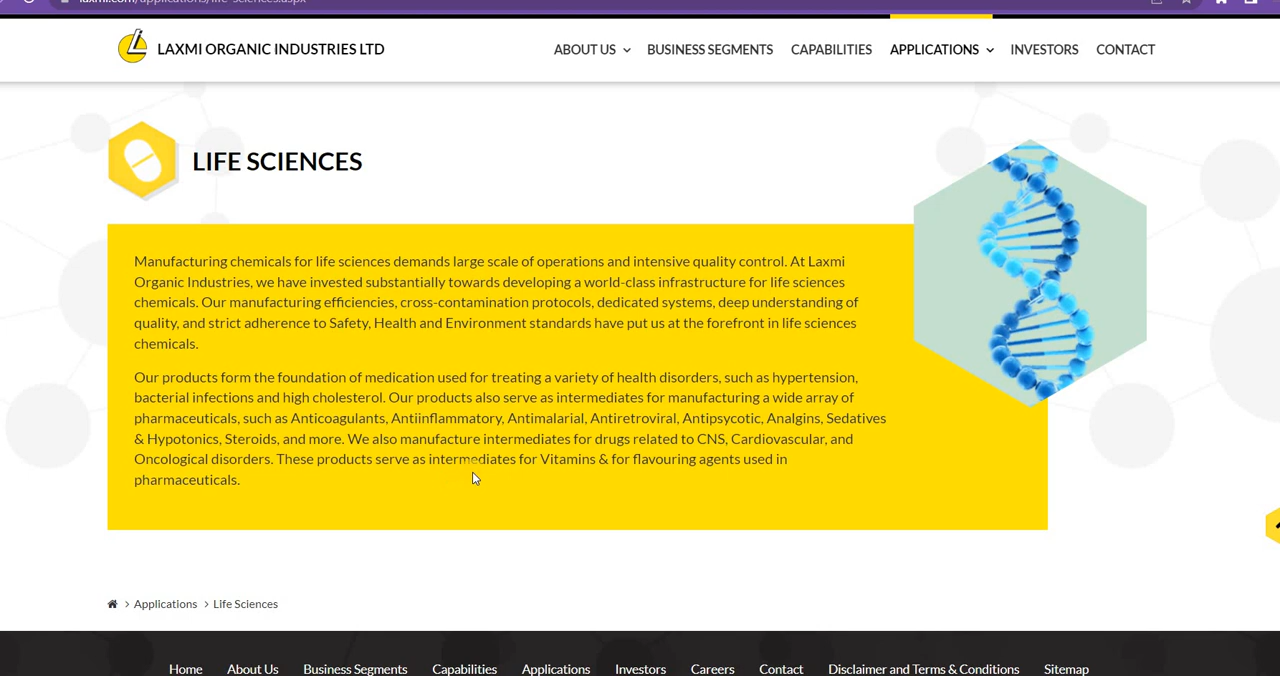 laxmi.com/applications/life-sciences.aspx
LAXMI ORGANIC INDUSTRIES LTD
ABOUT US BUSINESS SEGMENTS CAPABILITIES APPLICATIONS INVESTORS CONTACT
LIFE SCIENCES
Manufacturing chemicals for life sciences demands large scale of operations and intensive quality control. At Laxmi
Organic Industries, we have invested substantially towards developing a world-class infrastructure for life sciences
chemicals. Our manufacturing efficiencies, cross-contamination protocols, dedicated systems, deep understanding of
quality, and strict adherence to Safety, Health and Environment standards have put us at the forefront in life sciences
chemicals.
Our products form the foundation of medication used for treating a variety of health disorders, such as hypertension,
bacterial infections and high cholesterol. Our products also serve as intermediates for manufacturing a wide array of
pharmaceuticals, such as Anticoagulants, Antiinflammatory, Antimalarial, Antiretroviral, Antipsycotic, Analgins, Sedatives
& Hypotonics, Steroids, and more. We also manufacture intermediates for drugs related to CNS, Cardiovascular, and
Oncological disorders. These products serve as intermediates for Vitamins & for flavouring agents used in
pharmaceuticals.
Applications > Life Sciences
Home About Us Business Segments Capabilities Applications Investors Careers Contact Disclaimer and Terms & Conditions Sitemap